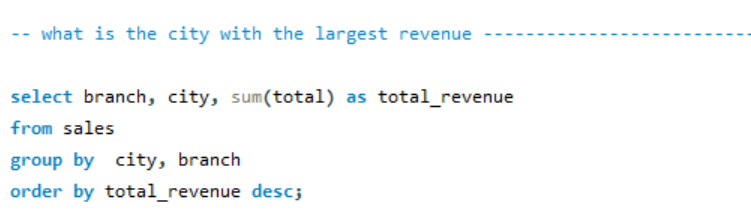 -- what is the city with the largest revenue --------------------------
select branch, city, sum(total) as total_revenue
from sales
group by  city, branch
order by total_revenue desc;